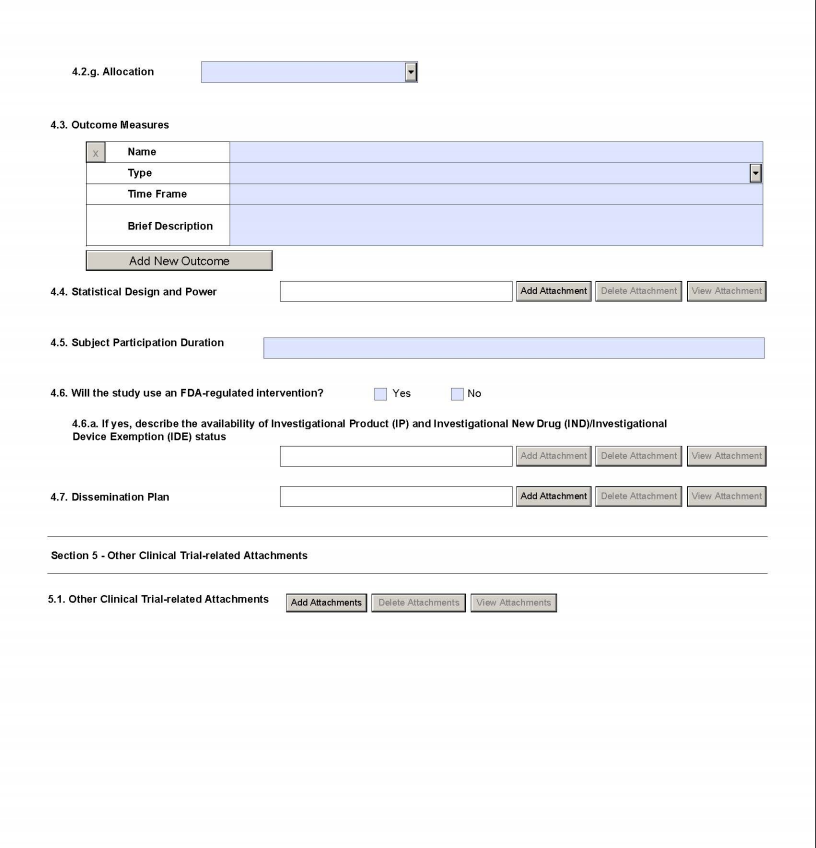 4.2.g. Allocation
4.3. Outcome Measures
x Name
Type
Time Frame
Brief Description
Add New Outcome
4.4. Statistical Design and Power Add Attachment Delete Attachment View Attachment
4.5. Subject Participation Duration
4.6. Will the study use an FDA-regulated intervention? Yes No
4.6.a. If yes, describe the availability of Investigational Product (IP) and Investigational New Drug (IND)/Investigational
Device Exemption (IDE) status
Add Attachment Delete Attachment View Attachment
4.7. Dissemination Plan Add Attachment Delete Attachment View Attachment
Section 5 - Other Clinical Trial-related Attachments
5.1. Other Clinical Trial-related Attachments Add Attachments Delete Attachments View Attachments